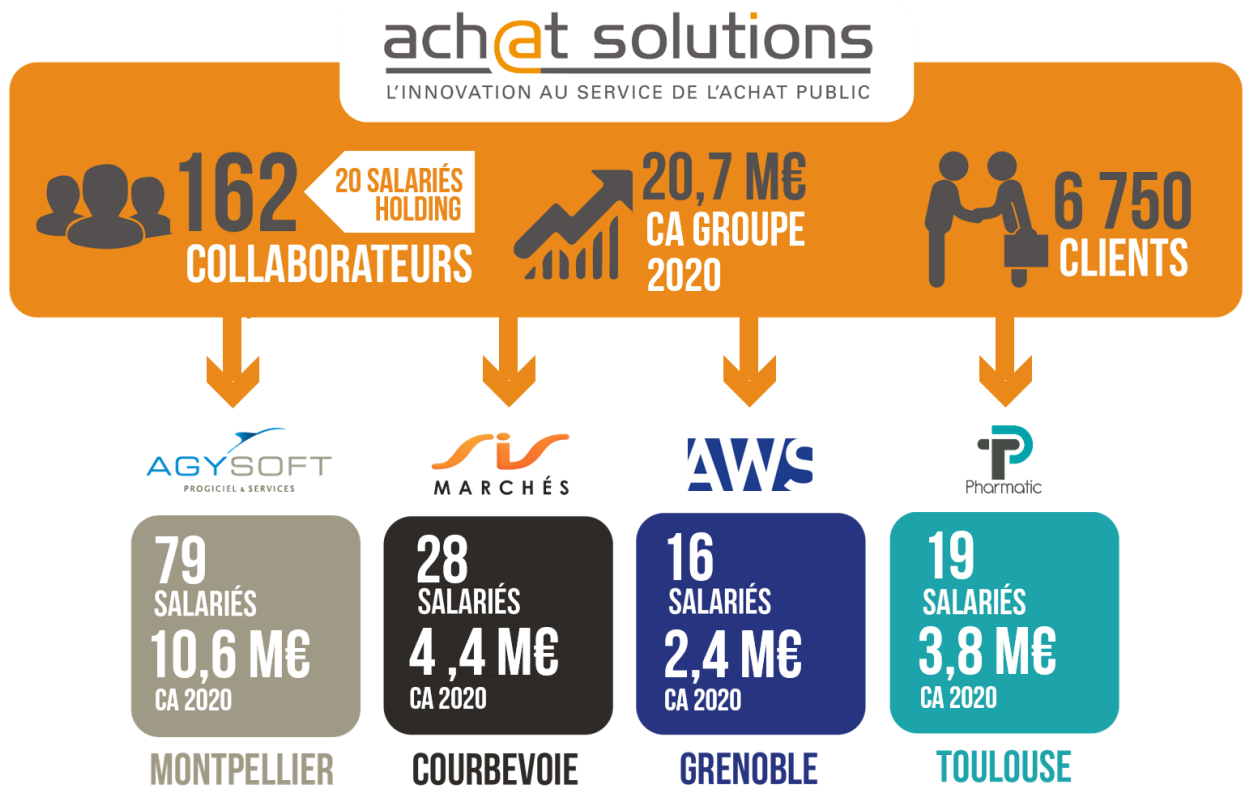 ach@t solutions
L'INNOVATION AU SERVICE DE L'ACHAT PUBLIC
162
COLLABORATEURS
20 SALARIÉS
HOLDING
20,7 M€
CA GROUPE
2020
6 750
CLIENTS
AGYSOFT
PROGICIEL & SERVICES
79
SALARIÉS
10,6 M€
CA 2020
MONTPELLIER
sis
MARCHÉS
28
SALARIÉS
4 ,4 M€
CA 2020
COURBEVOIE
AWS
16
SALARIÉS
2,4 M€
CA 2020
GRENOBLE
Pharmatic
19
SALARIÉS
3,8 M€
CA 2020
TOULOUSE